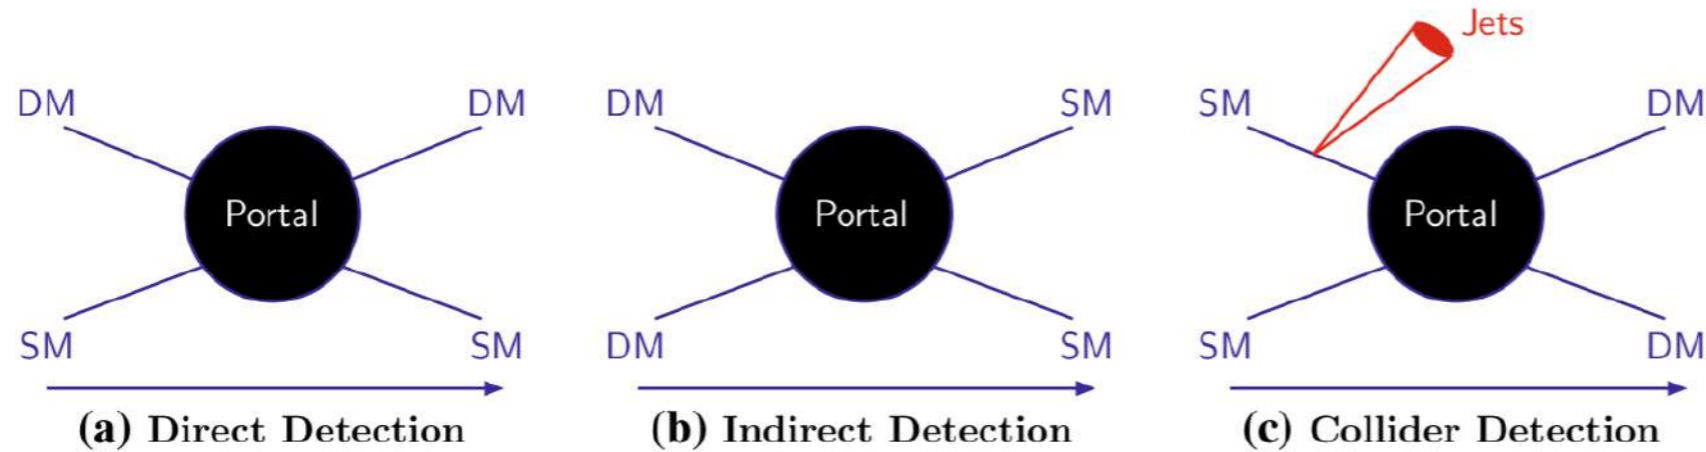 Jets
DM DM DM SM SM DM
Portal Portal Portal
SM SM DM SM SM DM
(a) Direct Detection (b) Indirect Detection (c) Collider Detection